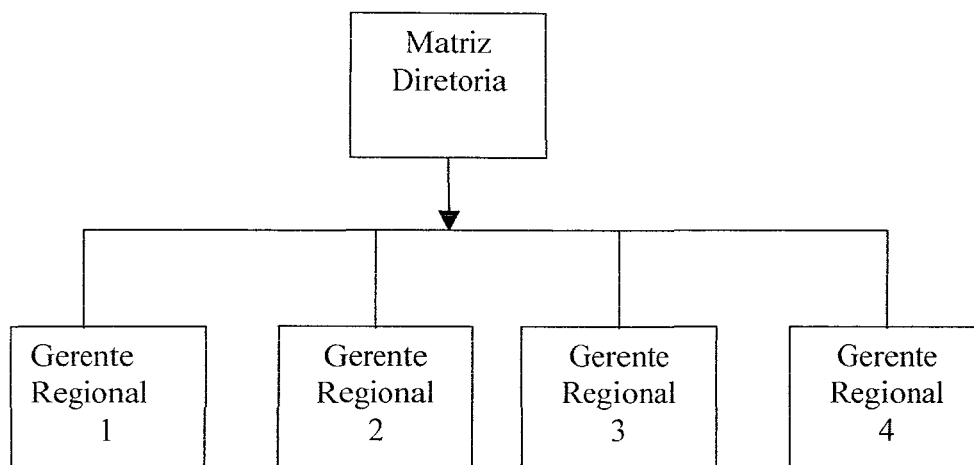 Matriz
Diretoria
Gerente
Regional
1
Gerente
Regional
2
Gerente
Regional
3
Gerente
Regional
4